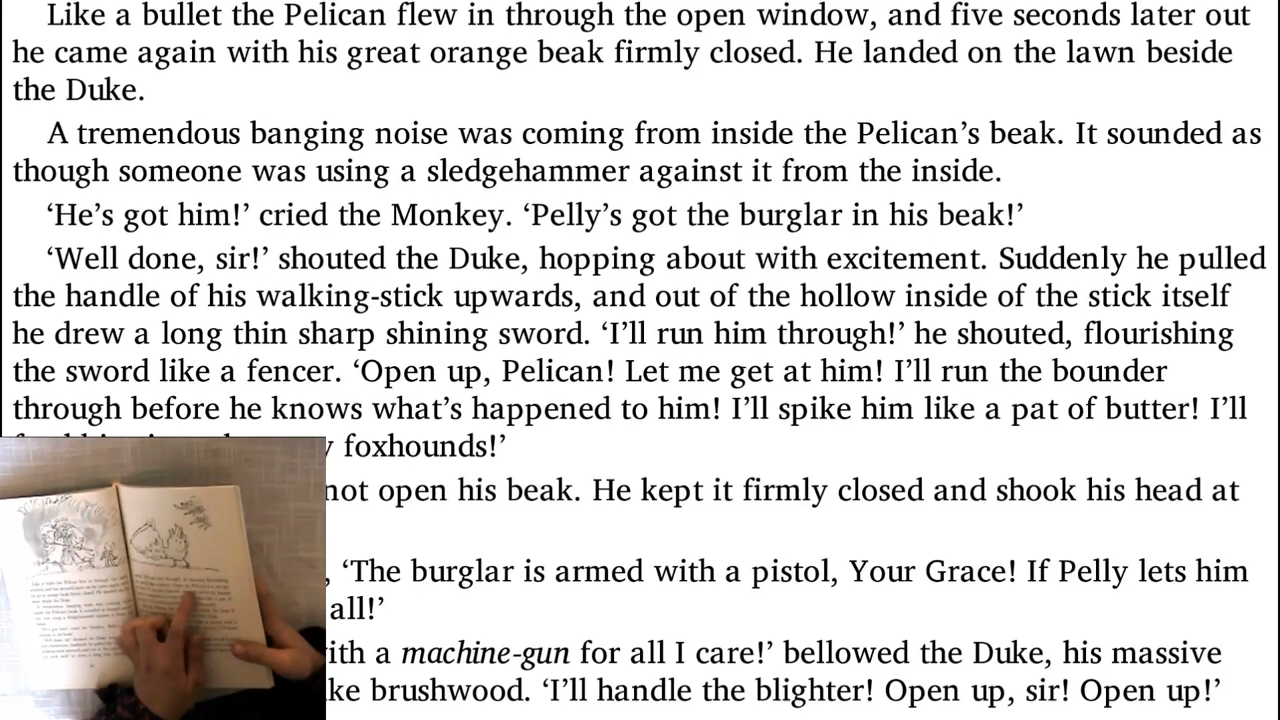 Like a bullet the Pelican flew in through the open window, and five seconds later out
he came again with his great orange beak firmly closed. He landed on the lawn beside
the Duke.
A tremendous banging noise was coming from inside the Pelican’s beak. It sounded as
though someone was using a sledgehammer against it from the inside.
‘He’s got him!’ cried the Monkey. ‘Pelly’s got the burglar in his beak!’
‘Well done, sir!’ shouted the Duke, hopping about with excitement. Suddenly he pulled
the handle of his walking-stick upwards, and out of the hollow inside of the stick itself
he drew a long thin sharp shining sword. ‘I’ll run him through!’ he shouted, flourishing
the sword like a fencer. ‘Open up, Pelican! Let me get at him! I’ll run the bounder
through before he knows what’s happened to him! I’ll spike him like a pat of butter! I’ll
foxhounds!’
not open his beak. He kept it firmly closed and shook his head at
‘The burglar is armed with a pistol, Your Grace! If Pelly lets him
all!’
with a machine-gun for all I care!’ bellowed the Duke, his massive
brushwood. ‘I’ll handle the blighter! Open up, sir! Open up!’